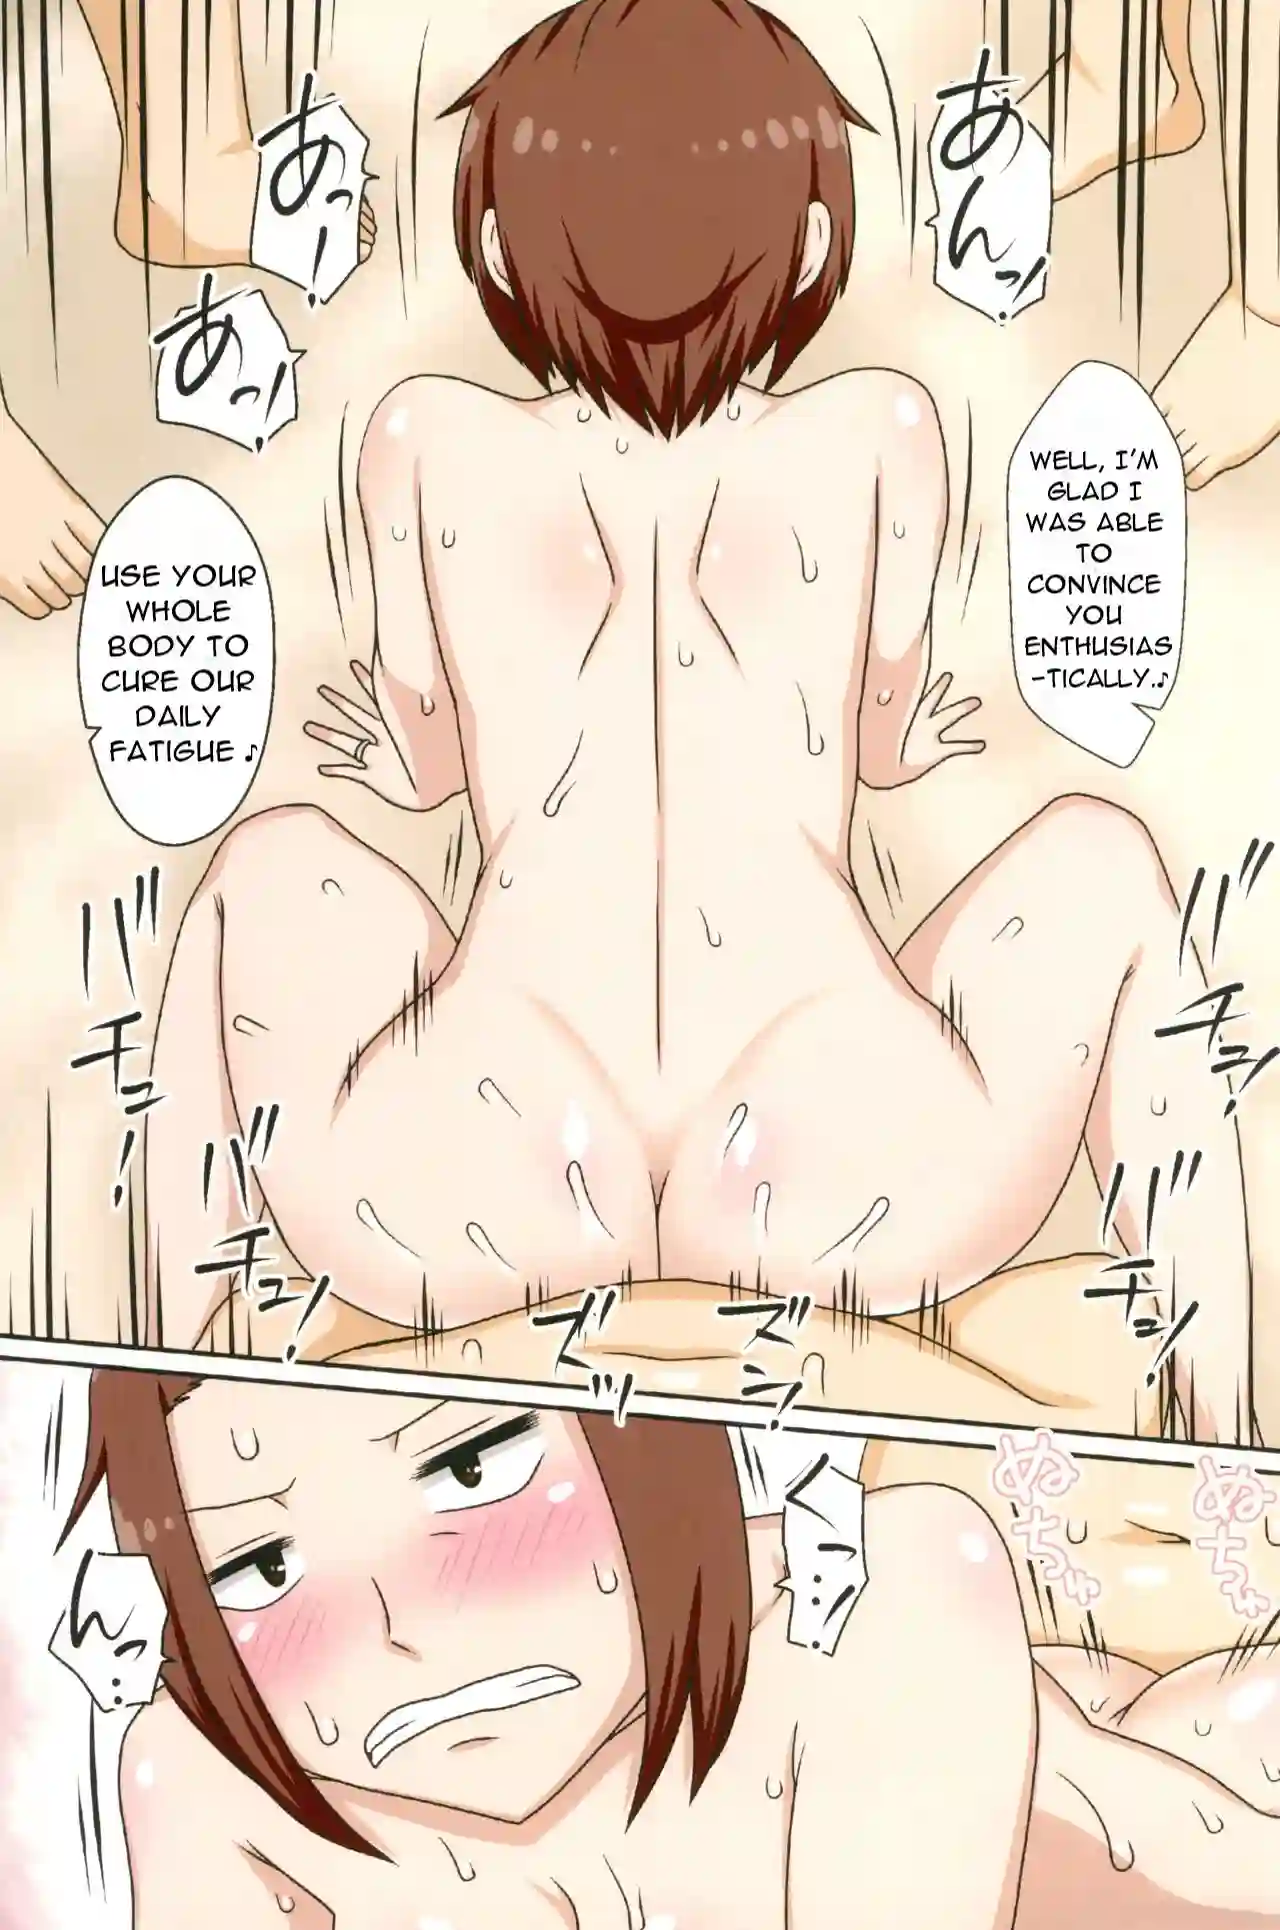 あんっ!
あっ!
あっ!
WELL, I'M
GLAD I
WAS ABLE
TO
CONVINCE
YOU
ENTHUSIAS
-TICALLY.♪
USE YOUR
WHOLE
BODY TO
CURE OUR
DAILY
FATIGUE ♪
バチュ!
バチュ!
バチュ!
バチュ!
ズッ
ズン
くっ…!
んっ…
ぬちゅ
ぬちゅ